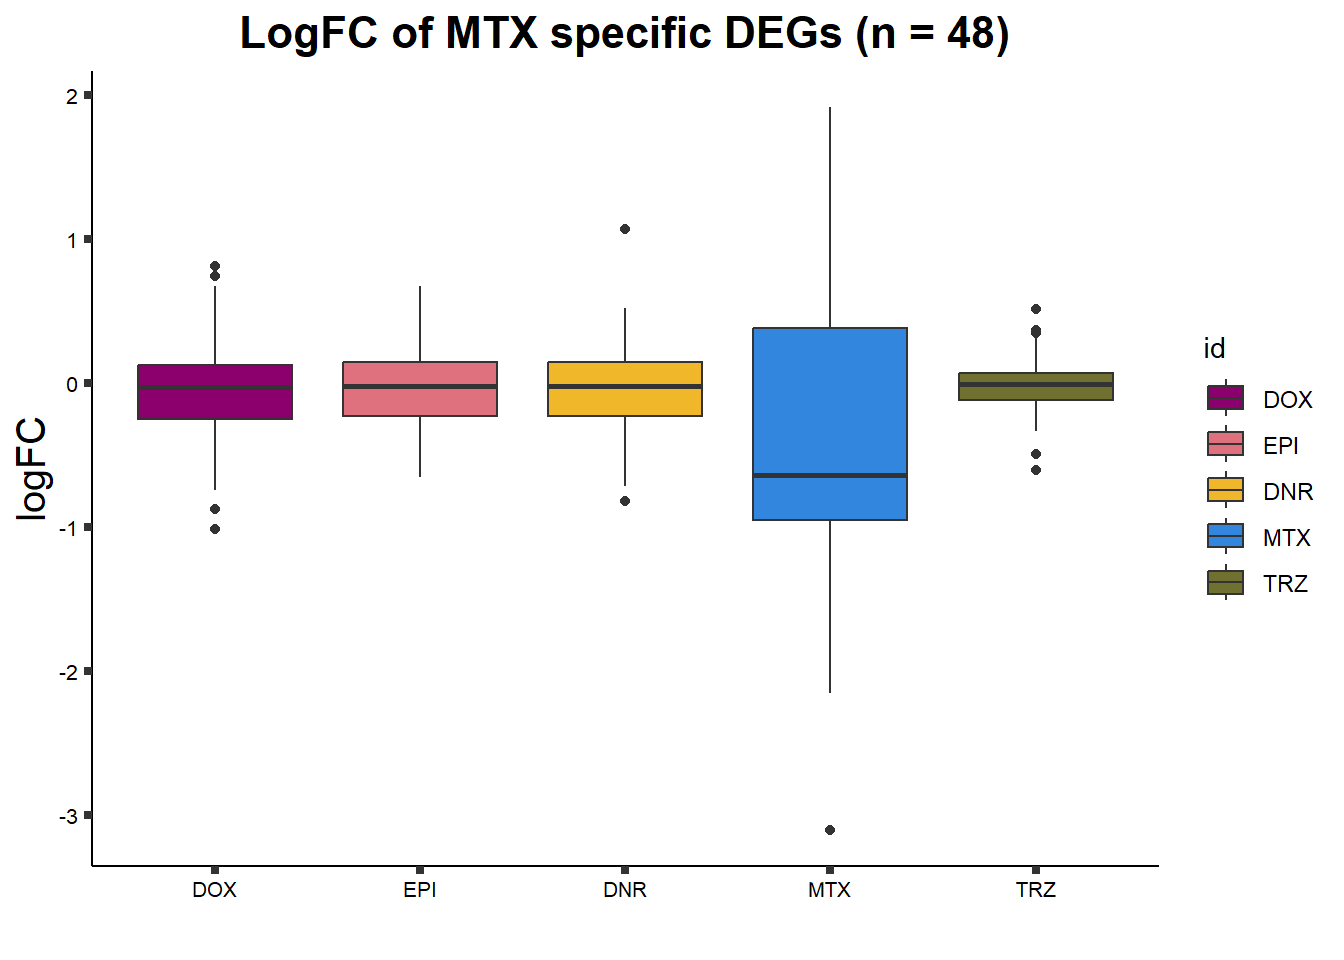 LogFC of MTX specific DEGs (n = 48)
logFC
2
1
0
-1
-2
-3
DOX
EPI
DNR
MTX
TRZ
id
DOX
EPI
DNR
MTX
TRZ